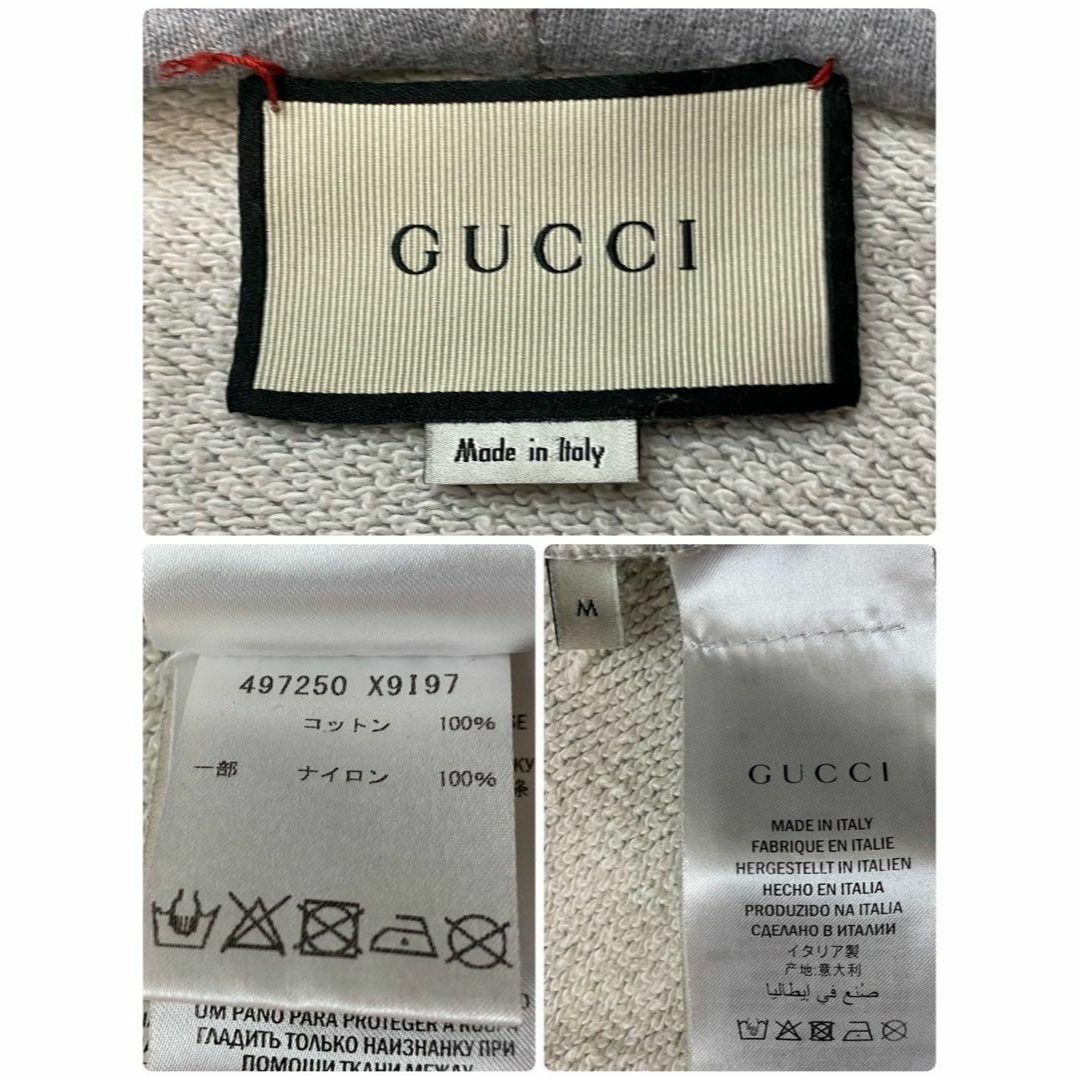 GUCCI
Made in Italy
497250 X9I97
コットン 100%
一部 ナイロン 100%
UM PANO PARA PROTEGER A ROUPA
ГЛАДИТЬ ТОЛЬКО НАИЗНАНКУ ПРИ
ПОМОЩИ ТКАНИ МЕЖДУ
M
GUCCI
MADE IN ITALY
FABRIQUE EN ITALIE
HERGESTELLT IN ITALIEN
HECHO EN ITALIA
PRODUZIDO NA ITALIA
СДЕЛАНО В ИТАЛИИ
イタリア製
产地:意大利
صنع في إيطاليا